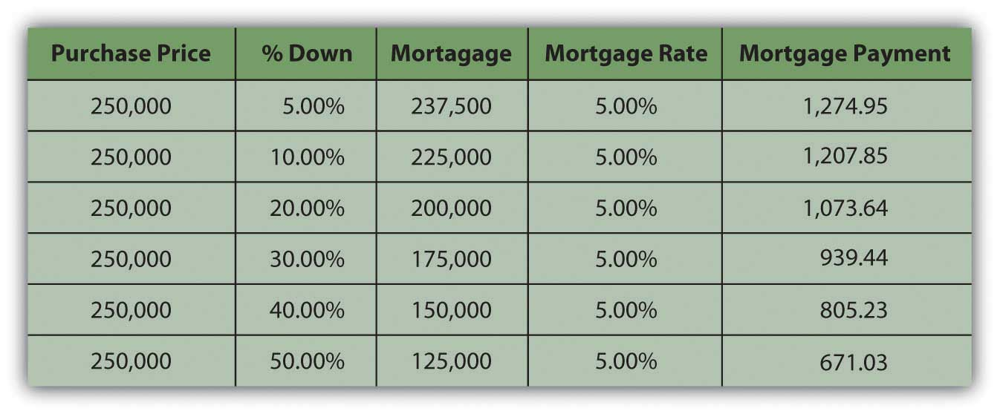 Purchase Price % Down Mortagage Mortgage Rate Mortgage Payment
250,000 5.00% 237,500 5.00% 1,274.95
250,000 10.00% 225,000 5.00% 1,207.85
250,000 20.00% 200,000 5.00% 1,073.64
250,000 30.00% 175,000 5.00% 939.44
250,000 40.00% 150,000 5.00% 805.23
250,000 50.00% 125,000 5.00% 671.03